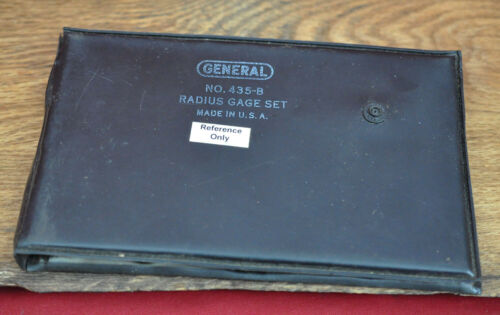 GENERAL
NO. 435-B
RADIUS GAGE SET
MADE IN U.S.A.
Reference
Only